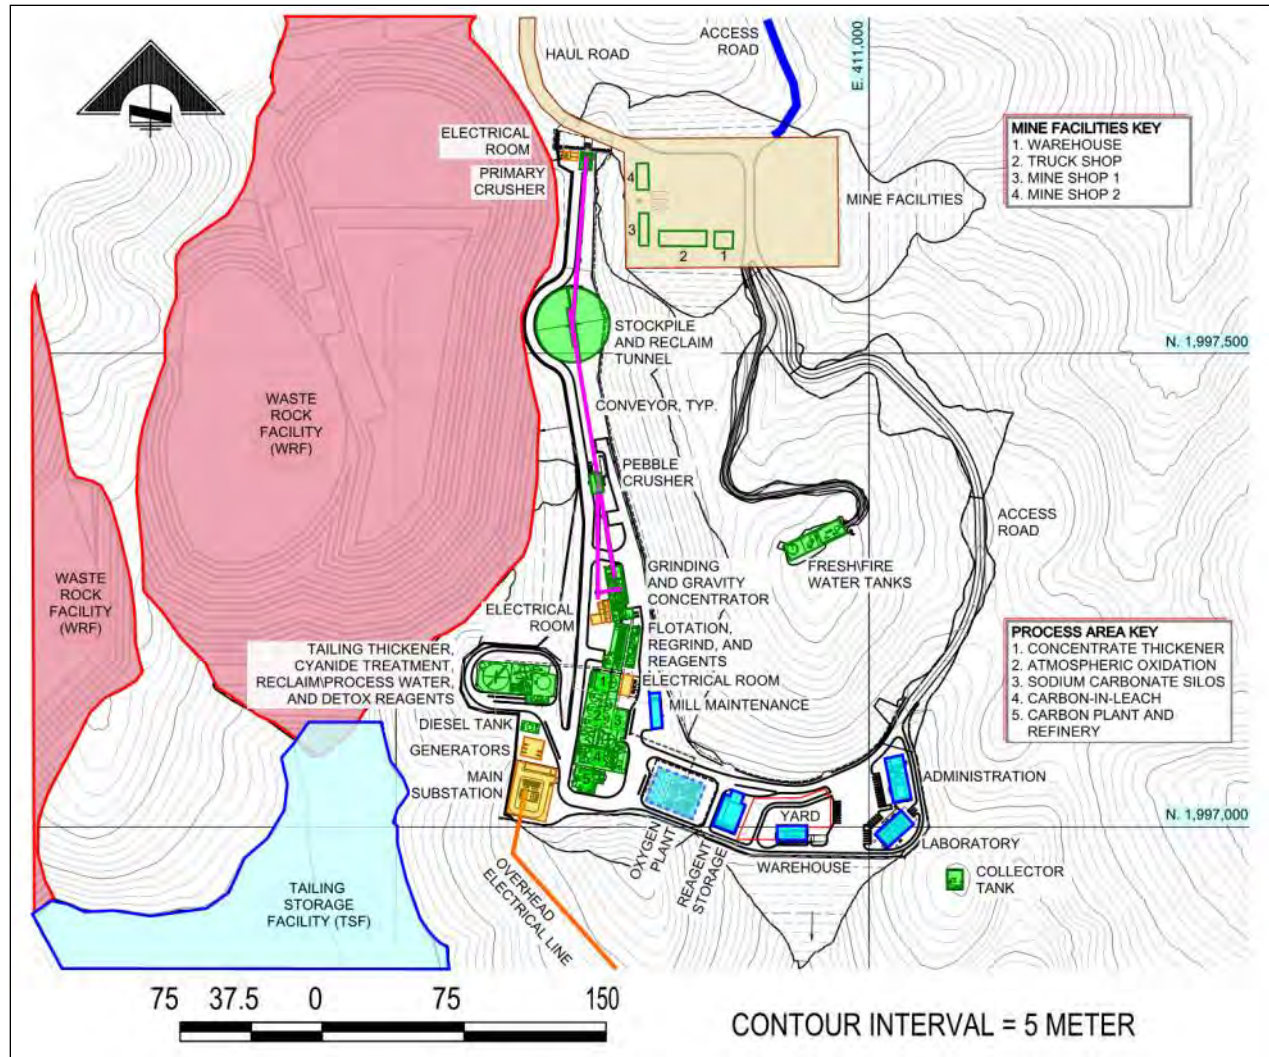 HAUL ROAD
ACCESS
ROAD
E. 411,000
ELECTRICAL
ROOM
PRIMARY
CRUSHER
MINE FACILITIES KEY
1. WAREHOUSE
2. TRUCK SHOP
3. MINE SHOP 1
4. MINE SHOP 2
4
3
2
1
MINE FACILITIES
STOCKPILE
AND RECLAIM
TUNNEL
N. 1,997,500
WASTE
ROCK
FACILITY
(WRF)
CONVEYOR, TYP.
PEBBLE
CRUSHER
ACCESS
ROAD
FRESH\FIRE
WATER TANKS
WASTE
ROCK
FACILITY
(WRF)
GRINDING
AND GRAVITY
CONCENTRATOR
ELECTRICAL
ROOM
FLOTATION,
REGRIND, AND
REAGENTS
TAILING THICKENER,
CYANIDE TREATMENT,
RECLAIM\PROCESS WATER,
AND DETOX REAGENTS
ELECTRICAL ROOM
MILL MAINTENANCE
PROCESS AREA KEY
1. CONCENTRATE THICKENER
2. ATMOSPHERIC OXIDATION
3. SODIUM CARBONATE SILOS
4. CARBON-IN-LEACH
5. CARBON PLANT AND
REFINERY
1
2
3
4
5
DIESEL TANK
GENERATORS
MAIN
SUBSTATION
ADMINISTRATION
YARD
N. 1,997,000
LABORATORY
OXYGEN
PLANT
REAGENT
STORAGE
WAREHOUSE
COLLECTOR
TANK
OVERHEAD
ELECTRICAL LINE
TAILING
STORAGE
FACILITY (TSF)
75 37.5 0 75 150
CONTOUR INTERVAL = 5 METER